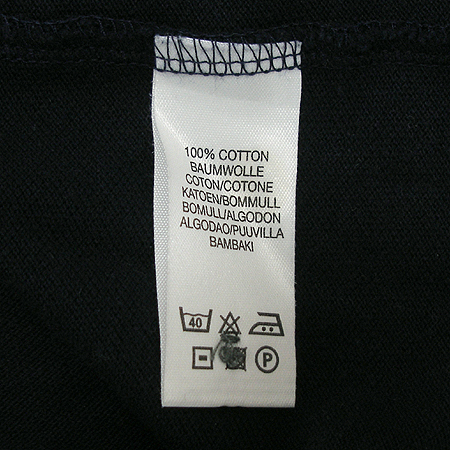 100% COTTON
BAUMWOLLE
COTON/COTONE
KATOEN/BOMMULL
BOMULL/ALGODON
ALGODAO/PUUVILLA
BAMBAKI
40
P